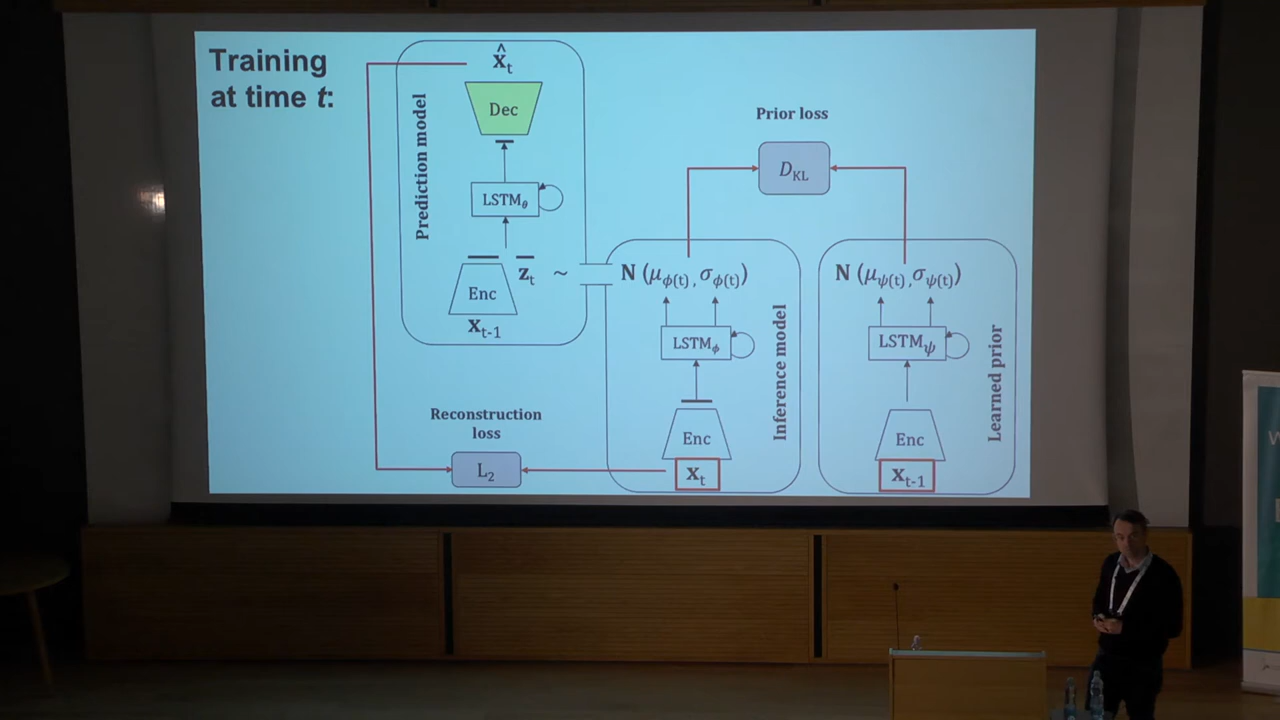 Training
at time t:
x̂t
Dec
LSTMθ
Enc
z̄t ~
xt-1
Prediction model
Prior loss
DKL
N (μϕ(t), σϕ(t))
LSTMϕ
Enc
xt
Inference model
N (μψ(t), σψ(t))
LSTMψ
Enc
xt-1
Learned prior
Reconstruction
loss
L2